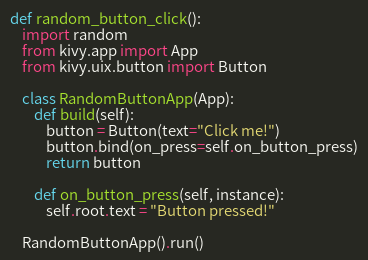 def random_button_click():
    import random
    from kivy.app import App
    from kivy.uix.button import Button

    class RandomButtonApp(App):
        def build(self):
            button = Button(text="Click me!")
            button.bind(on_press=self.on_button_press)
            return button

        def on_button_press(self, instance):
            self.root.text = "Button pressed!"

    RandomButtonApp().run()